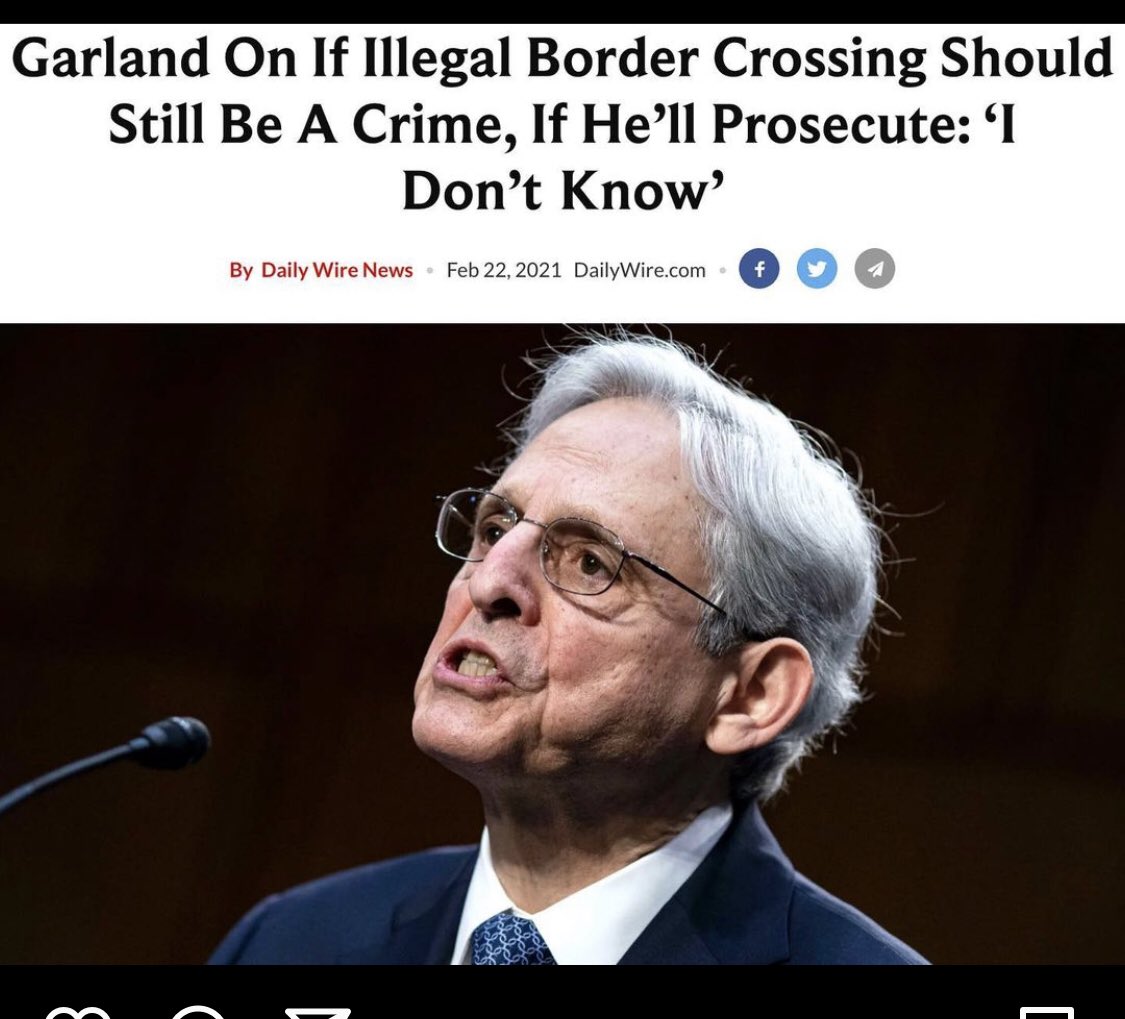 Garland On If Illegal Border Crossing Should
Still Be A Crime, If He’ll Prosecute: ‘I
Don’t Know’
By Daily Wire News • Feb 22, 2021 DailyWire.com •